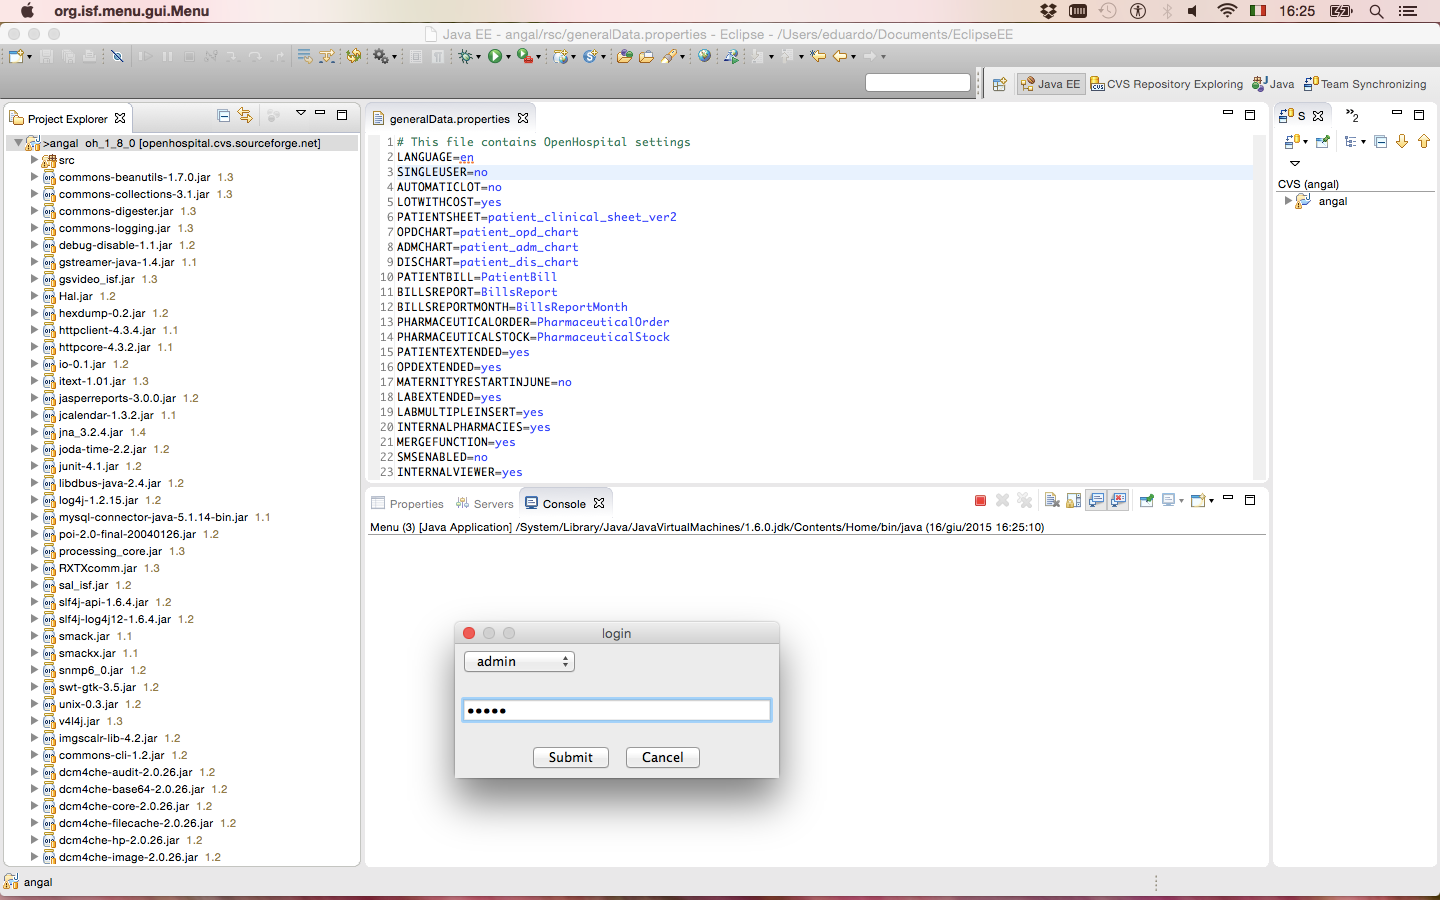 org.isf.menu.gui.Menu
16:25
Java EE - angal/rsc/generalData.properties - Eclipse - /Users/eduardo/Documents/EclipseEE
Java EE
CVS Repository Exploring
Java
Team Synchronizing
Project Explorer
>angal oh_1_8_0 [openhospital.cvs.sourceforge.net]
src
commons-beanutils-1.7.0.jar 1.3
commons-collections-3.1.jar 1.3
commons-digester.jar 1.3
commons-logging.jar 1.3
debug-disable-1.1.jar 1.2
gstreamer-java-1.4.jar 1.1
gsvideo_isf.jar 1.3
Hal.jar 1.2
hexdump-0.2.jar 1.2
httpclient-4.3.4.jar 1.1
httpcore-4.3.2.jar 1.1
io-0.1.jar 1.2
itext-1.01.jar 1.3
jasperreports-3.0.0.jar 1.2
jcalendar-1.3.2.jar 1.1
jna_3.2.4.jar 1.4
joda-time-2.2.jar 1.2
junit-4.1.jar 1.2
libdbus-java-2.4.jar 1.2
log4j-1.2.15.jar 1.2
mysql-connector-java-5.1.14-bin.jar 1.1
poi-2.0-final-20040126.jar 1.2
processing_core.jar 1.3
RXTXcomm.jar 1.3
sal_isf.jar 1.2
slf4j-api-1.6.4.jar 1.2
slf4j-log4j12-1.6.4.jar 1.2
smack.jar 1.1
smackx.jar 1.1
snmp6_0.jar 1.2
swt-gtk-3.5.jar 1.2
unix-0.3.jar 1.2
v4l4j.jar 1.3
imgscalr-lib-4.2.jar 1.2
commons-cli-1.2.jar 1.2
dcm4che-audit-2.0.26.jar 1.2
dcm4che-base64-2.0.26.jar 1.2
dcm4che-core-2.0.26.jar 1.2
dcm4che-filecache-2.0.26.jar 1.2
dcm4che-hp-2.0.26.jar 1.2
dcm4che-image-2.0.26.jar 1.2
generalData.properties
1 # This file contains OpenHospital settings
2 LANGUAGE=en
3 SINGLEUSER=no
4 AUTOMATICLOT=no
5 LOTWITHCOST=yes
6 PATIENTSHEET=patient_clinical_sheet_ver2
7 OPDCHART=patient_opd_chart
8 ADMCHART=patient_adm_chart
9 DISCHART=patient_dis_chart
10 PATIENTBILL=PatientBill
11 BILLSREPORT=BillsReport
12 BILLSREPORTMONTH=BillsReportMonth
13 PHARMACEUTICALORDER=PharmaceuticalOrder
14 PHARMACEUTICALSTOCK=PharmaceuticalStock
15 PATIENTEXTENDED=yes
16 OPDEXTENDED=yes
17 MATERNITYRESTARTINJUNE=no
18 LABEXTENDED=yes
19 LABMULTIPLEINSERT=yes
20 INTERNALPHARMACIES=yes
21 MERGEFUNCTION=yes
22 SMSENABLED=no
23 INTERNALVIEWER=yes
S
2
CVS (angal)
angal
Properties
Servers
Console
Menu (3) [Java Application] /System/Library/Java/JavaVirtualMachines/1.6.0.jdk/Contents/Home/bin/java (16/giu/2015 16:25:10)
login
admin
•••••
Submit
Cancel
angal